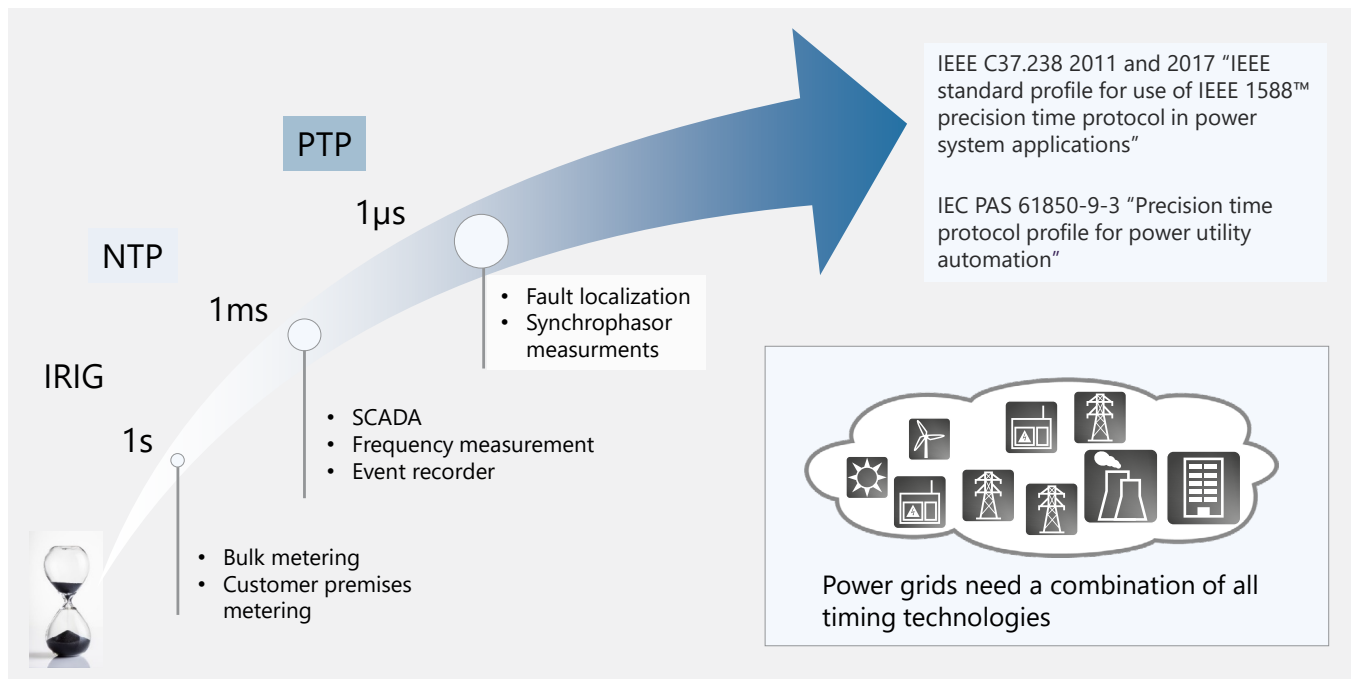 PTP
1µs
NTP
1ms
IRIG
1s
• Fault localization
• Synchrophasor
measurments
• SCADA
• Frequency measurement
• Event recorder
• Bulk metering
• Customer premises
metering
IEEE C37.238 2011 and 2017 “IEEE
standard profile for use of IEEE 1588™
precision time protocol in power
system applications”
IEC PAS 61850-9-3 “Precision time
protocol profile for power utility
automation”
Power grids need a combination of all
timing technologies